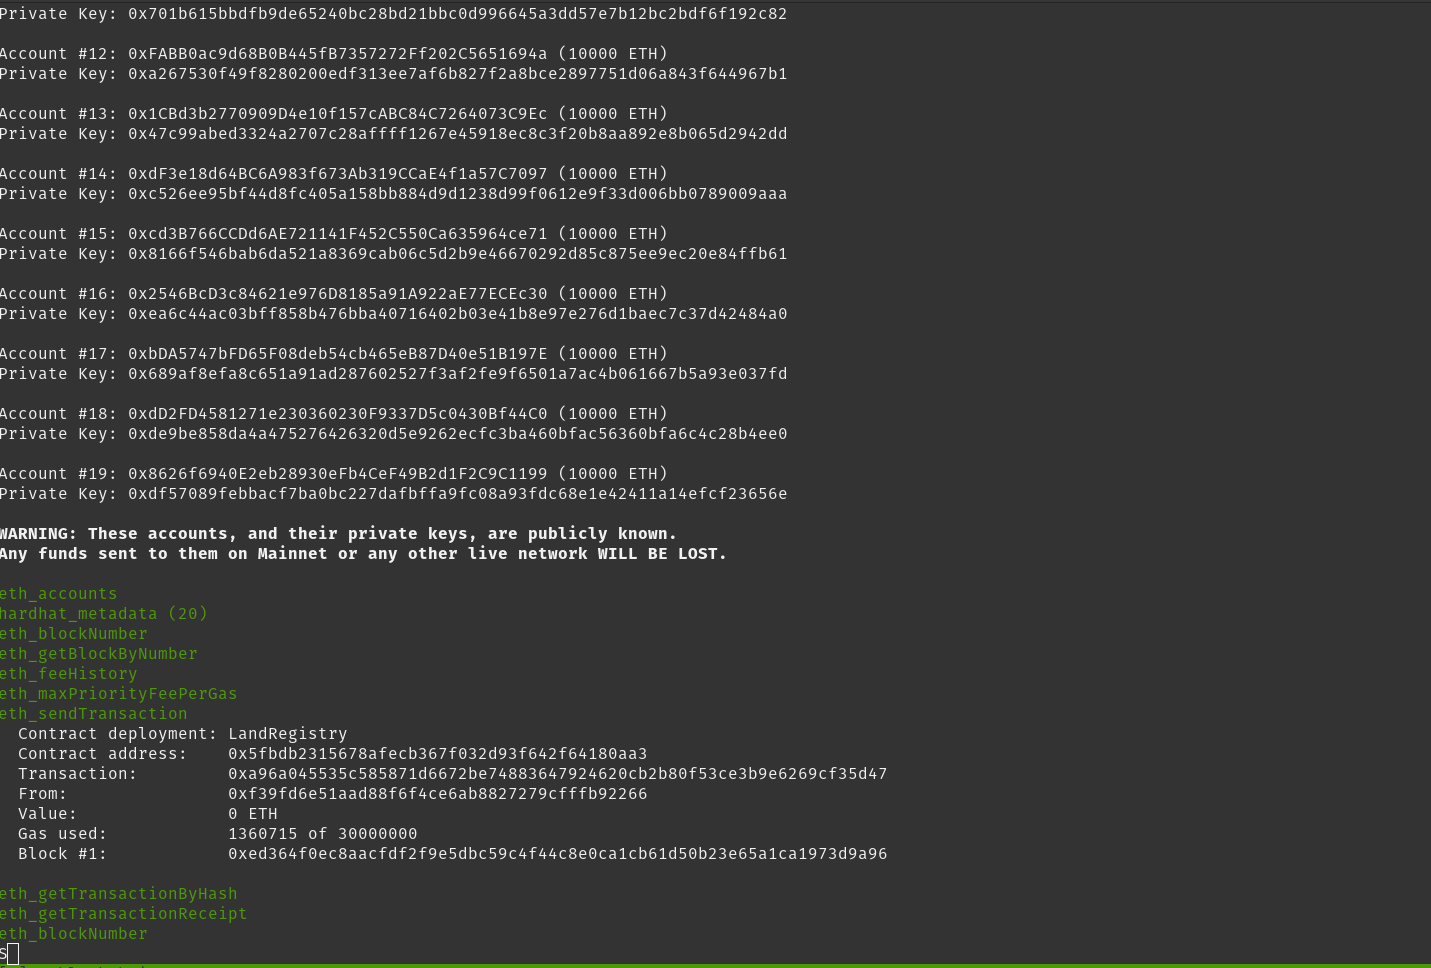 Private Key: 0x701b615bbdfb9de65240bc28bd21bbc0d996645a3dd57e7b12bc2bdf6f192c82
Account #12: 0xFABB0ac9d68B0B445fB7357272Ff202C5651694a (10000 ETH)
Private Key: 0xa267530f49f8280200edf313ee7af6b827f2a8bce2897751d06a843f644967b1
Account #13: 0x1CBd3b2770909D4e10f157cABC84C7264073C9Ec (10000 ETH)
Private Key: 0x47c99abed3324a2707c28affff1267e45918ec8c3f20b8aa892e8b065d2942dd
Account #14: 0xdF3e18d64BC6A983f673Ab319CCaE4f1a57C7097 (10000 ETH)
Private Key: 0xc526ee95bf44d8fc405a158bb884d9d1238d99f0612e9f33d006bb0789009aaa
Account #15: 0xcd3B766CCDd6AE721141F452C550Ca635964ce71 (10000 ETH)
Private Key: 0x8166f546bab6da521a8369cab06c5d2b9e46670292d85c875ee9ec20e84ffb61
Account #16: 0x2546BcD3c84621e976D8185a91A922aE77ECEc30 (10000 ETH)
Private Key: 0xea6c44ac03bff858b476bba40716402b03e41b8e97e276d1baec7c37d42484a0
Account #17: 0xbDA5747bFD65F08deb54cb465eB87D40e51B197E (10000 ETH)
Private Key: 0x689af8efa8c651a91ad287602527f3af2fe9f6501a7ac4b061667b5a93e037fd
Account #18: 0xdD2FD4581271e230360230F9337D5c0430Bf44C0 (10000 ETH)
Private Key: 0xde9be858da4a475276426320d5e9262ecfc3ba460bfac56360bfa6c4c28b4ee0
Account #19: 0x8626f6940E2eb28930eFb4CeF49B2d1F2C9C1199 (10000 ETH)
Private Key: 0xdf57089febbacf7ba0bc227dafbffa9fc08a93fdc68e1e42411a14efcf23656e
WARNING: These accounts, and their private keys, are publicly known.
Any funds sent to them on Mainnet or any other live network WILL BE LOST.
eth_accounts
hardhat_metadata (20)
eth_blockNumber
eth_getBlockByNumber
eth_feeHistory
eth_maxPriorityFeePerGas
eth_sendTransaction
Contract deployment: LandRegistry
Contract address: 0x5fbdb2315678afecb367f032d93f642f64180aa3
Transaction: 0xa96a045535c585871d6672be74883647924620cb2b80f53ce3b9e6269cf35d47
From: 0xf39fd6e51aad88f6f4ce6ab8827279cfffb92266
Value: 0 ETH
Gas used: 1360715 of 30000000
Block #1: 0xed364f0ec8aacfdf2f9e5dbc59c4f44c8e0ca1cb61d50b23e65a1ca1973d9a96
eth_getTransactionByHash
eth_getTransactionReceipt
eth_blockNumber
S